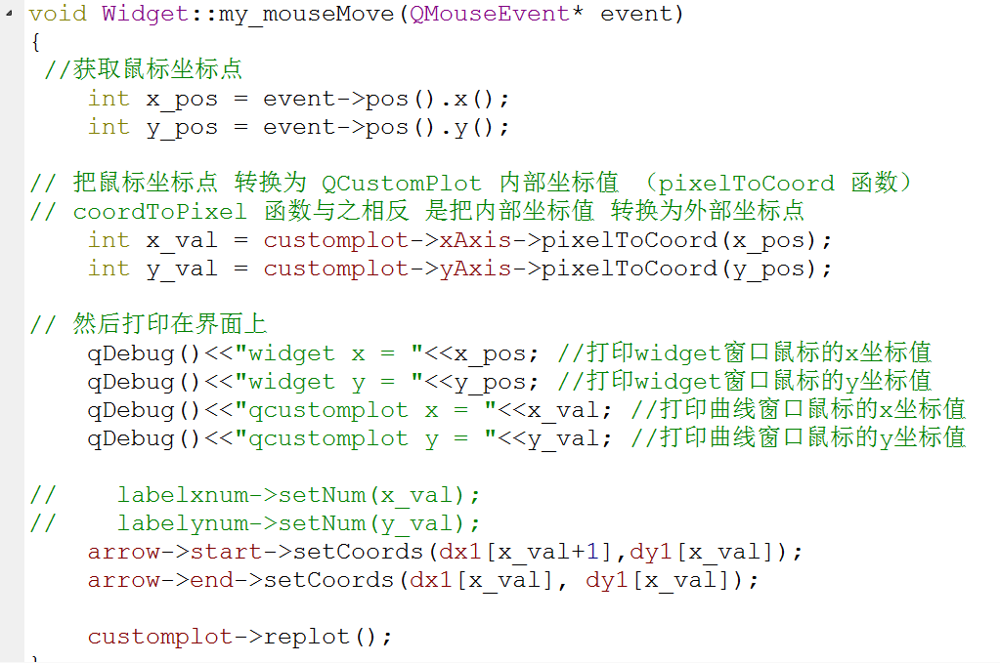 void Widget::my_mouseMove(QMouseEvent* event)
{
//获取鼠标坐标点
int x_pos = event->pos().x();
int y_pos = event->pos().y();
// 把鼠标坐标点 转换为 QCustomPlot 内部坐标值 （pixelToCoord 函数）
// coordToPixel 函数与之相反 是把内部坐标值 转换为外部坐标点
int x_val = customplot->xAxis->pixelToCoord(x_pos);
int y_val = customplot->yAxis->pixelToCoord(y_pos);
// 然后打印在界面上
qDebug()<<"widget x = "<<x_pos; //打印widget窗口鼠标的x坐标值
qDebug()<<"widget y = "<<y_pos; //打印widget窗口鼠标的y坐标值
qDebug()<<"qcustomplot x = "<<x_val; //打印曲线窗口鼠标的x坐标值
qDebug()<<"qcustomplot y = "<<y_val; //打印曲线窗口鼠标的y坐标值
// labelxnum->setNum(x_val);
// labelynum->setNum(y_val);
arrow->start->setCoords(dx1[x_val+1],dy1[x_val]);
arrow->end->setCoords(dx1[x_val], dy1[x_val]);
customplot->replot();